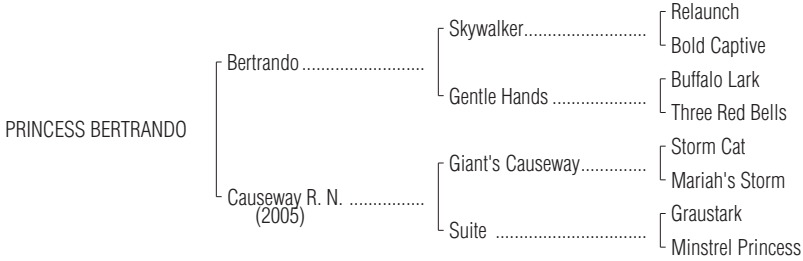 Relaunch
Skywalker..........................
Bold Captive
Bertrando ..........................
Buffalo Lark
Gentle Hands ....................
Three Red Bells
PRINCESS BERTRANDO
Storm Cat
Giant's Causeway..............
Mariah's Storm
Causeway R. N. ................
(2005)
Graustark
Suite ................................
Minstrel Princess